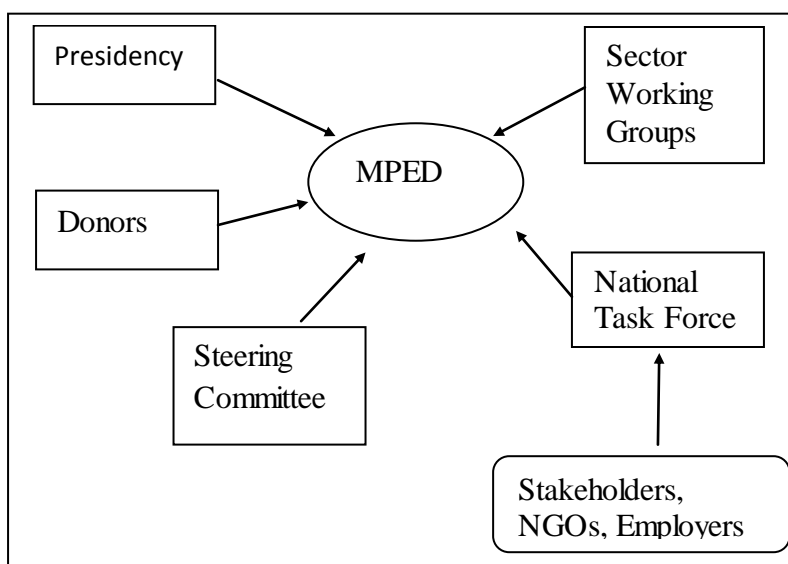 Presidency
Sector
Working
Groups
MPED
Donors
National
Task Force
Steering
Committee
Stakeholders,
NGOs, Employers